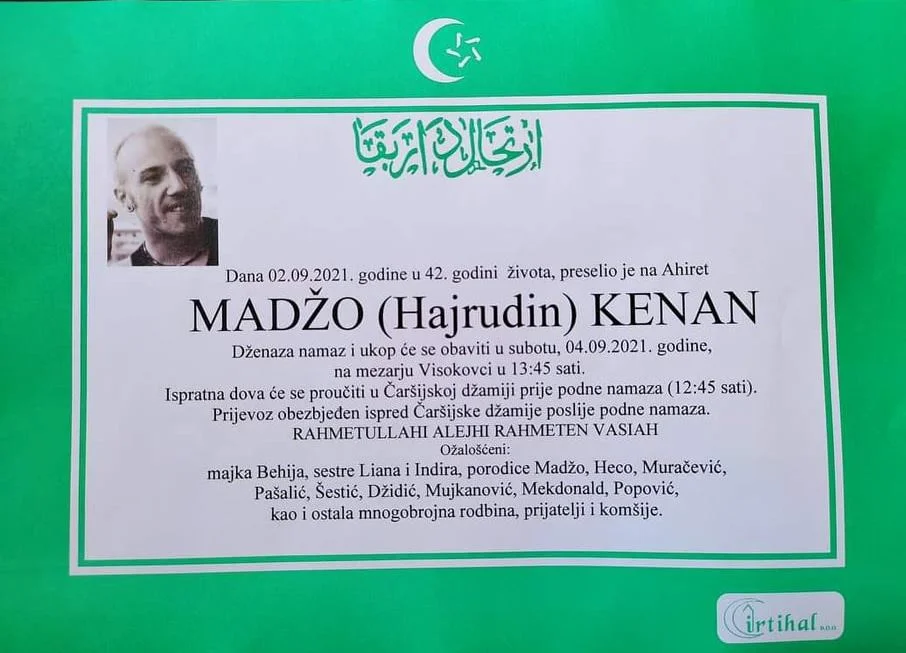 إرتحال دار بقا
Dana 02.09.2021. godine u 42. godini života, preselio je na Ahiret
MADŽO (Hajrudin) KENAN
Dženaza namaz i ukop će se obaviti u subotu, 04.09.2021. godine,
na mezarju Visokovci u 13:45 sati.
Ispratna dova će se proučiti u Čaršijskoj džamiji prije podne namaza (12:45 sati).
Prijevoz obezbjeđen ispred Čaršijske džamije poslije podne namaza.
RAHMETULLAHI ALEJHI RAHMETEN VASIAH
Ožalošćeni:
majka Behija, sestre Liana i Indira, porodice Madžo, Heco, Muračević,
Pašalić, Šestić, Džidić, Mujkanović, Mekdonald, Popović,
kao i ostala mnogobrojna rodbina, prijatelji i komšije.
irtihal d.o.o